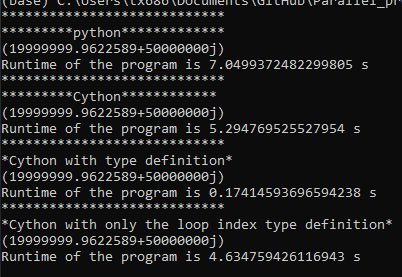 (base) C:\Users\tx686\Documents\GitHub\Parallel_pr
****************************
*********python*************
(19999999.9622589+50000000j)
Runtime of the program is 7.0499372482299805 s
****************************
*********Cython************
(19999999.9622589+50000000j)
Runtime of the program is 5.294769525527954 s
****************************
*Cython with type definition*
(19999999.9622589+50000000j)
Runtime of the program is 0.17414593696594238 s
****************************
*Cython with only the loop index type definition*
(19999999.9622589+50000000j)
Runtime of the program is 4.634759426116943 s